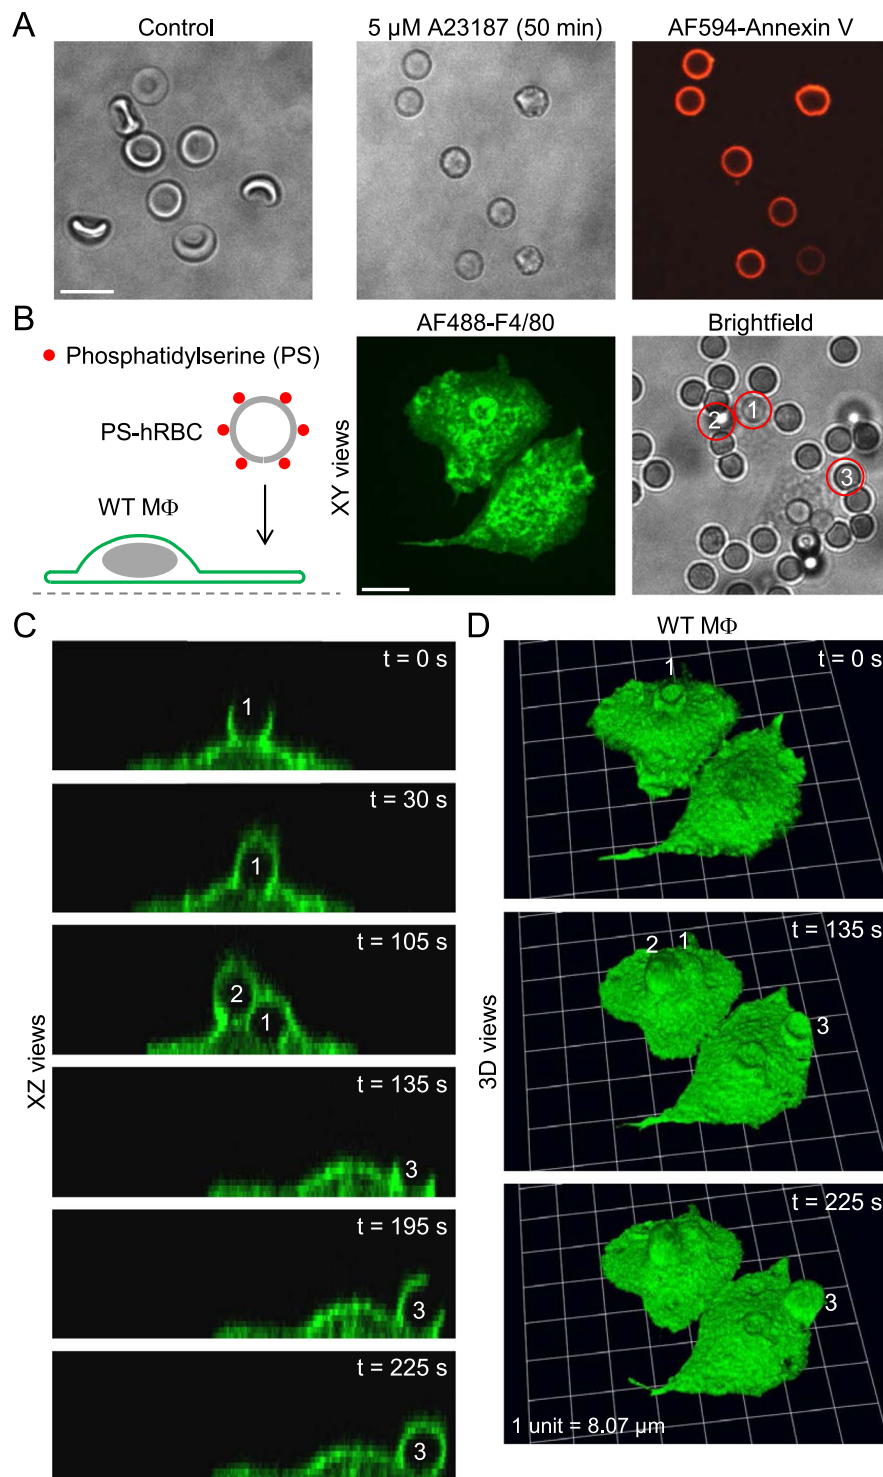 A
Control
5 µM A23187 (50 min)
AF594-Annexin V
B
Phosphatidylserine (PS)
PS-hRBC
WT MΦ
XY views
AF488-F4/80
Brightfield
1
2
3
C
XZ views
t = 0 s
1
t = 30 s
1
t = 105 s
2
1
t = 135 s
3
t = 195 s
3
t = 225 s
3
D
WT MΦ
3D views
t = 0 s
1
t = 135 s
2
1
3
t = 225 s
3
1 unit = 8.07 µm